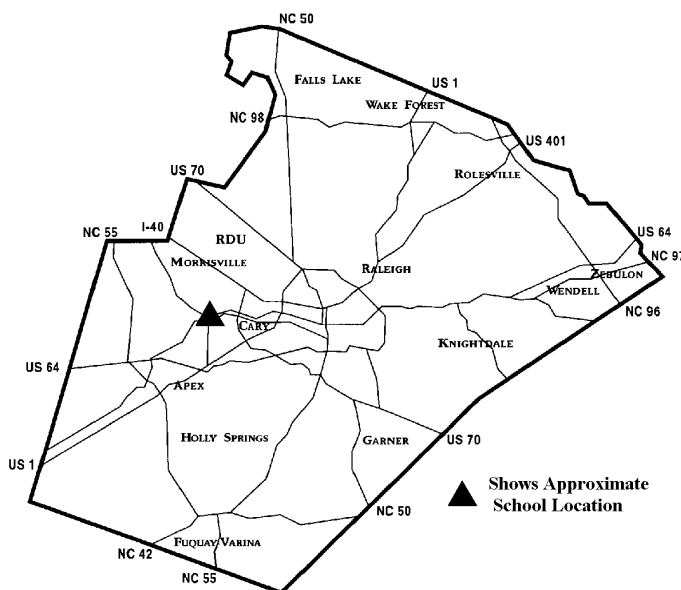 NC 50
FALLS LAKE
US 1
WAKE FOREST
NC 98
US 401
US 70
ROLESVILLE
I-40
NC 55
RDU
US 64
MORRISVILLE
RALEIGH
NC 97
ZEBULON
WENDELL
NC 96
CARY
KNIGHTDALE
US 64
APEX
HOLLY SPRINGS
GARNER
US 70
US 1
Shows Approximate
School Location
NC 50
FUQUAY-VARINA
NC 42
NC 55